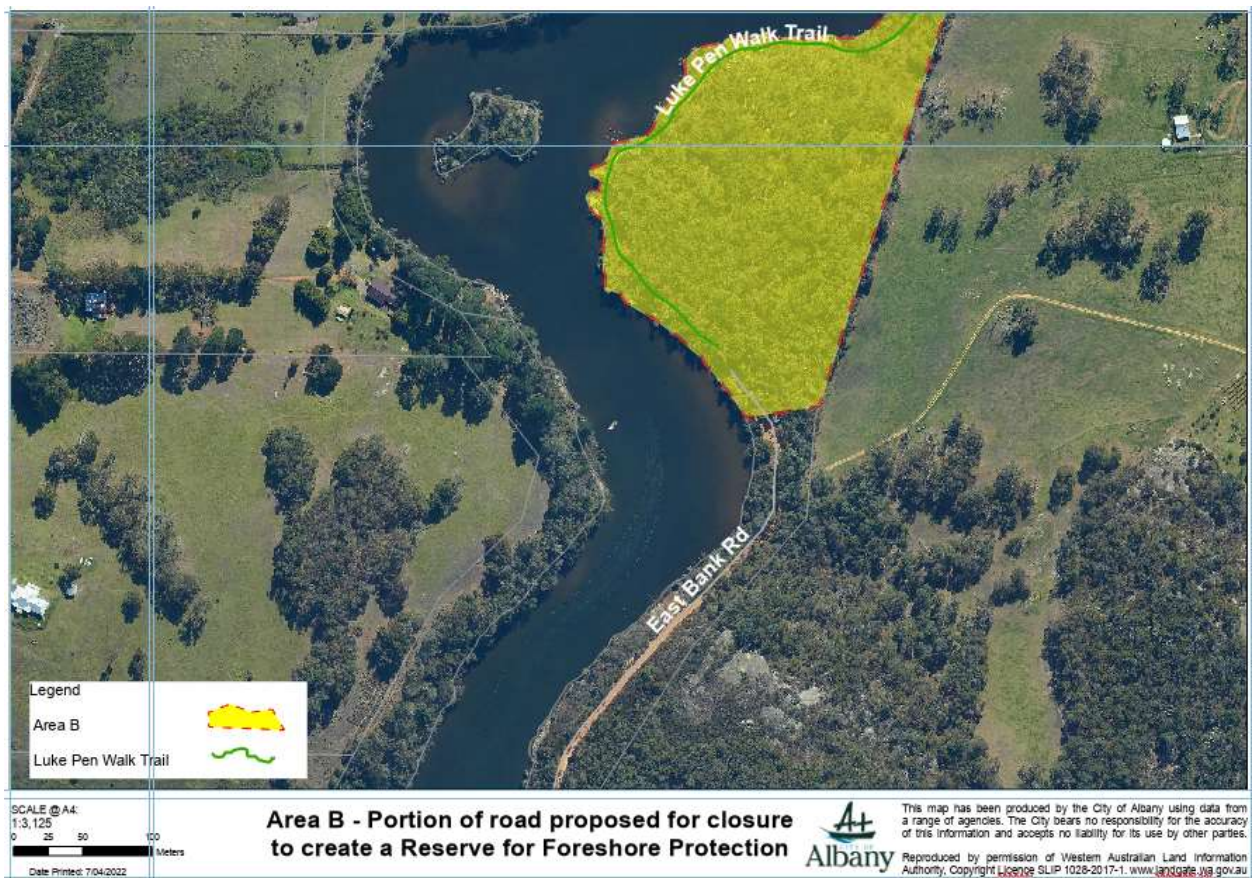 Luke Pen Walk Trail
East Bank Rd
Legend
Area B
Luke Pen Walk Trail
SCALE @ A4:
1:3,125
0 25 50 100
Meters
Date Printed: 7/04/2022
Area B - Portion of road proposed for closure
to create a Reserve for Foreshore Protection
CITY OF
Albany
This map has been produced by the City of Albany using data from
a range of agencies. The City bears no responsibility for the accuracy
of this information and accepts no liability for its use by other parties.
Reproduced by permission of Western Australian Land Information
Authority, Copyright Licence SLIP 1028-2017-1. www.landgate.wa.gov.au